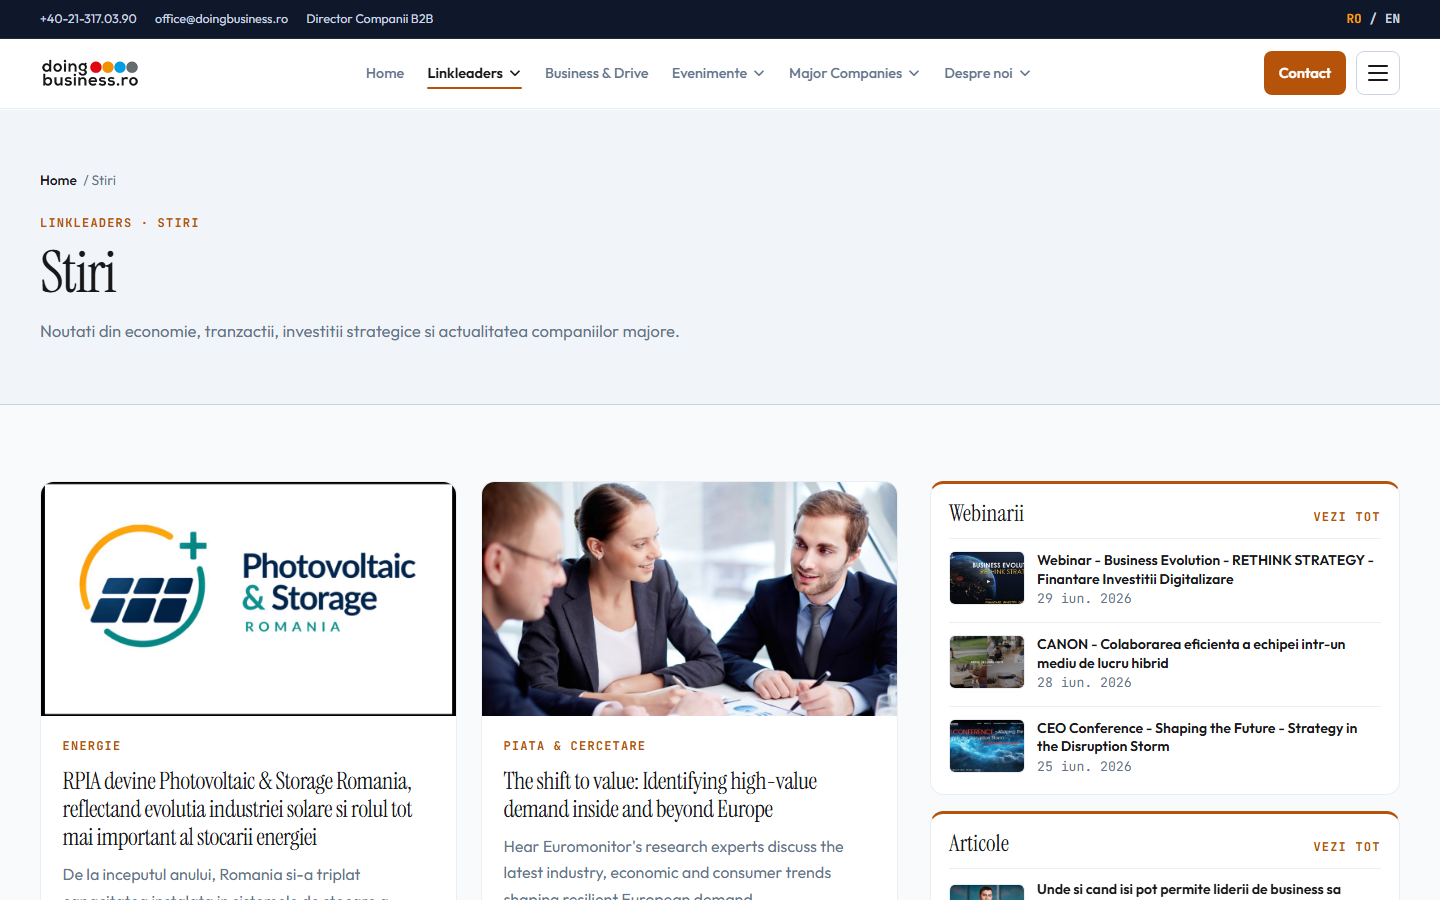 +40-21-317.03.90 office@doingbusiness.ro Director Companii B2B RO / EN
doing
business.ro
Home Linkleaders Business & Drive Evenimente Major Companies Despre noi Contact
Home / Stiri
LINKLEADERS · STIRI
Stiri
Noutati din economie, tranzactii, investitii strategice si actualitatea companiilor majore.
Photovoltaic
& Storage
ROMANIA
ENERGIE
RPIA devine Photovoltaic & Storage Romania,
reflectand evolutia industriei solare si rolul tot
mai important al stocarii energiei
De la inceputul anului, Romania si-a triplat
PIATA & CERCETARE
The shift to value: Identifying high-value
demand inside and beyond Europe
Hear Euromonitor's research experts discuss the
latest industry, economic and consumer trends
shaping resilient European demand
Webinarii VEZI TOT
Webinar - Business Evolution - RETHINK STRATEGY -
Finantare Investitii Digitalizare
29 iun. 2026
CANON - Colaborarea eficienta a echipei intr-un
mediu de lucru hibrid
28 iun. 2026
CEO Conference - Shaping the Future - Strategy in
the Disruption Storm
25 iun. 2026
Articole VEZI TOT
Unde si cand isi pot permite liderii de business sa